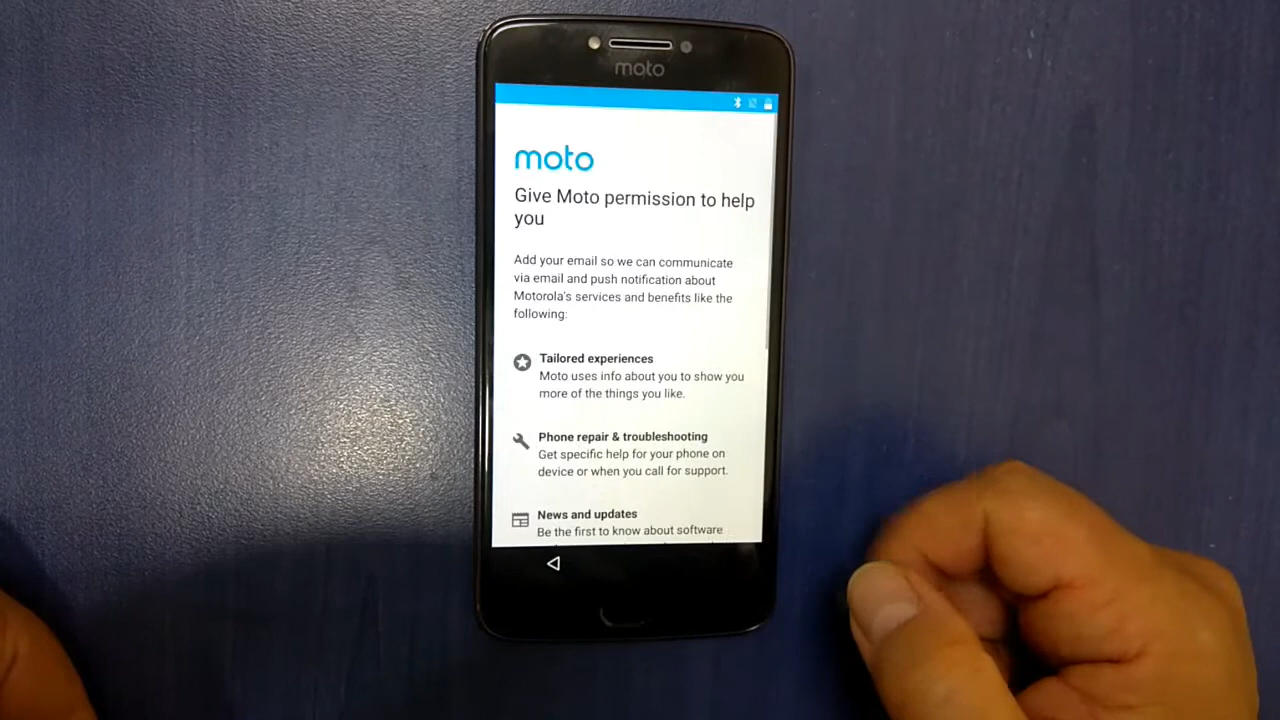 moto
moto
Give Moto permission to help
you
Add your email so we can communicate
via email and push notification about
Motorola's services and benefits like the
following:
Tailored experiences
Moto uses info about you to show you
more of the things you like.
Phone repair & troubleshooting
Get specific help for your phone on
device or when you call for support.
News and updates
Be the first to know about software